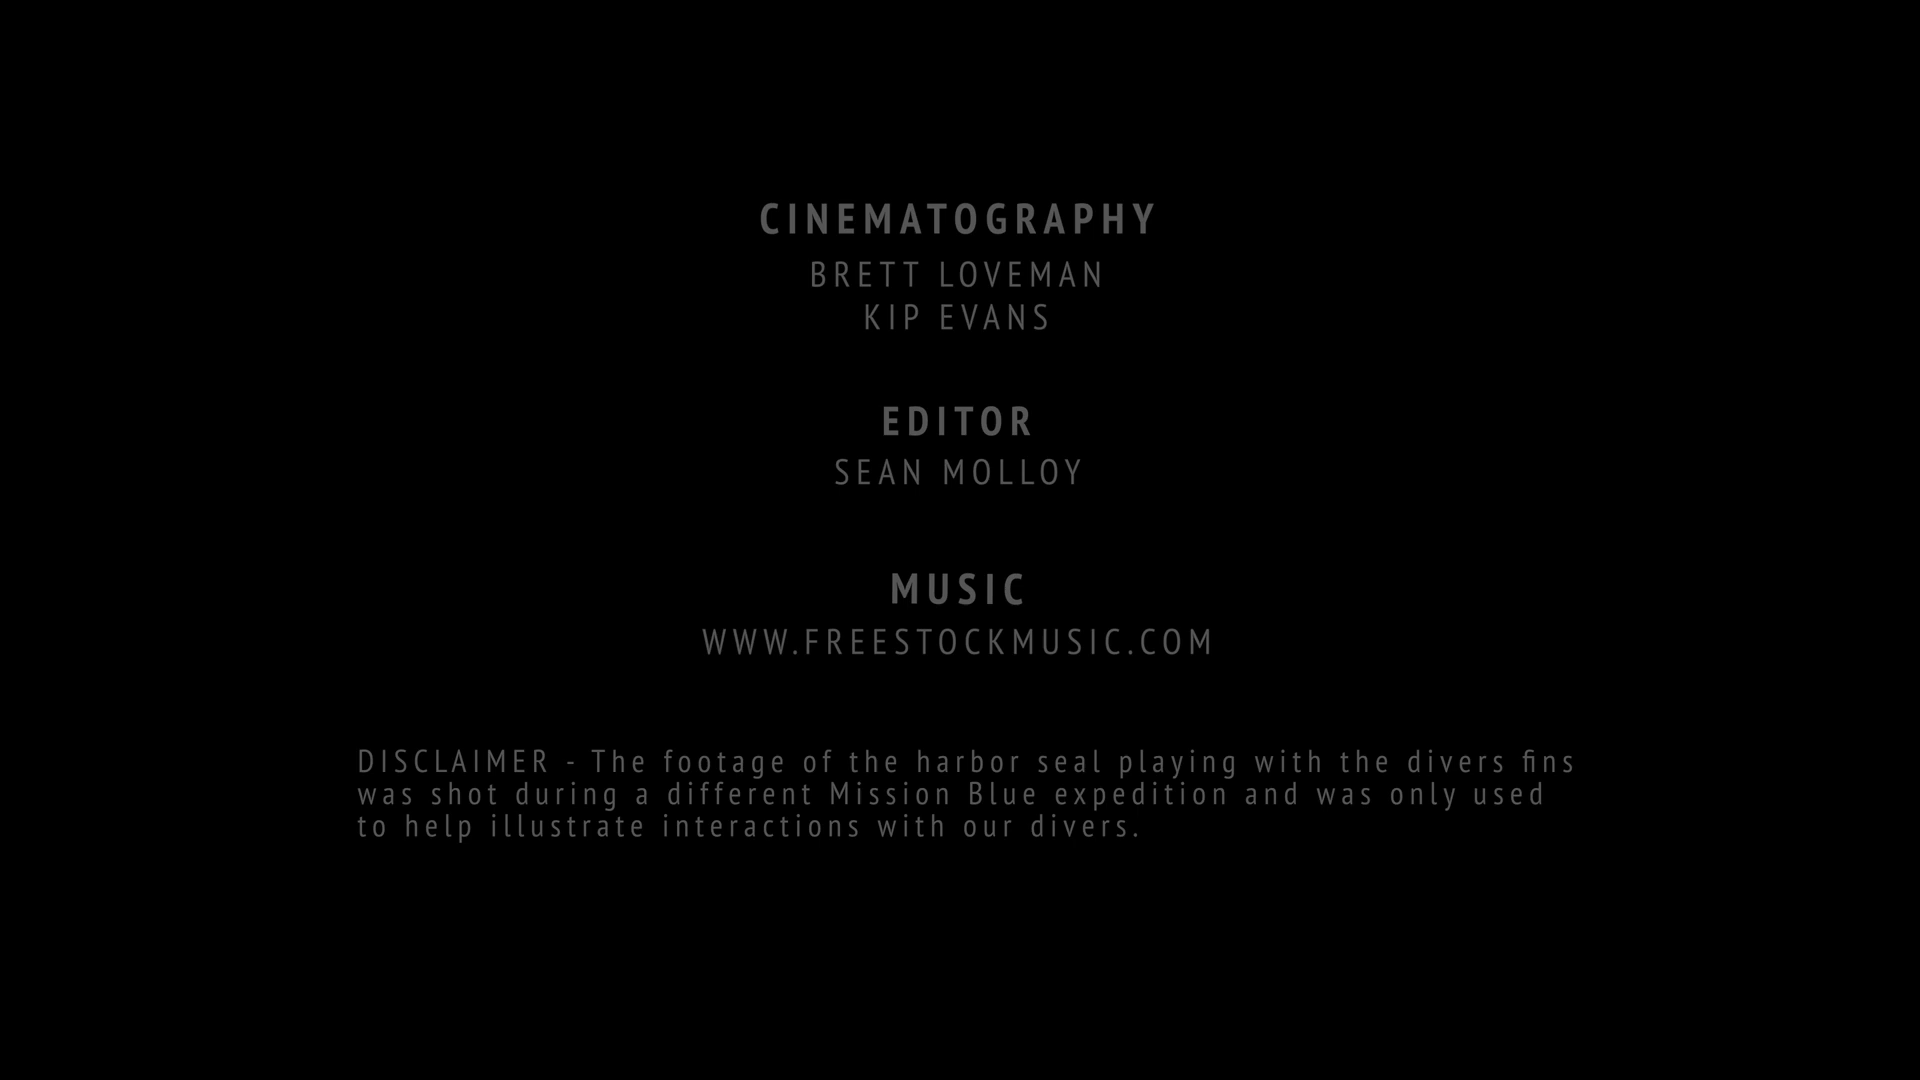 CINEMATOGRAPHY
BRETT LOVEMAN
KIP EVANS
EDITOR
SEAN MOLLOY
MUSIC
WWW.FREESTOCKMUSIC.COM
DISCLAIMER - The footage of the harbor seal playing with the divers fins
was shot during a different Mission Blue expedition and was only used
to help illustrate interactions with our divers.